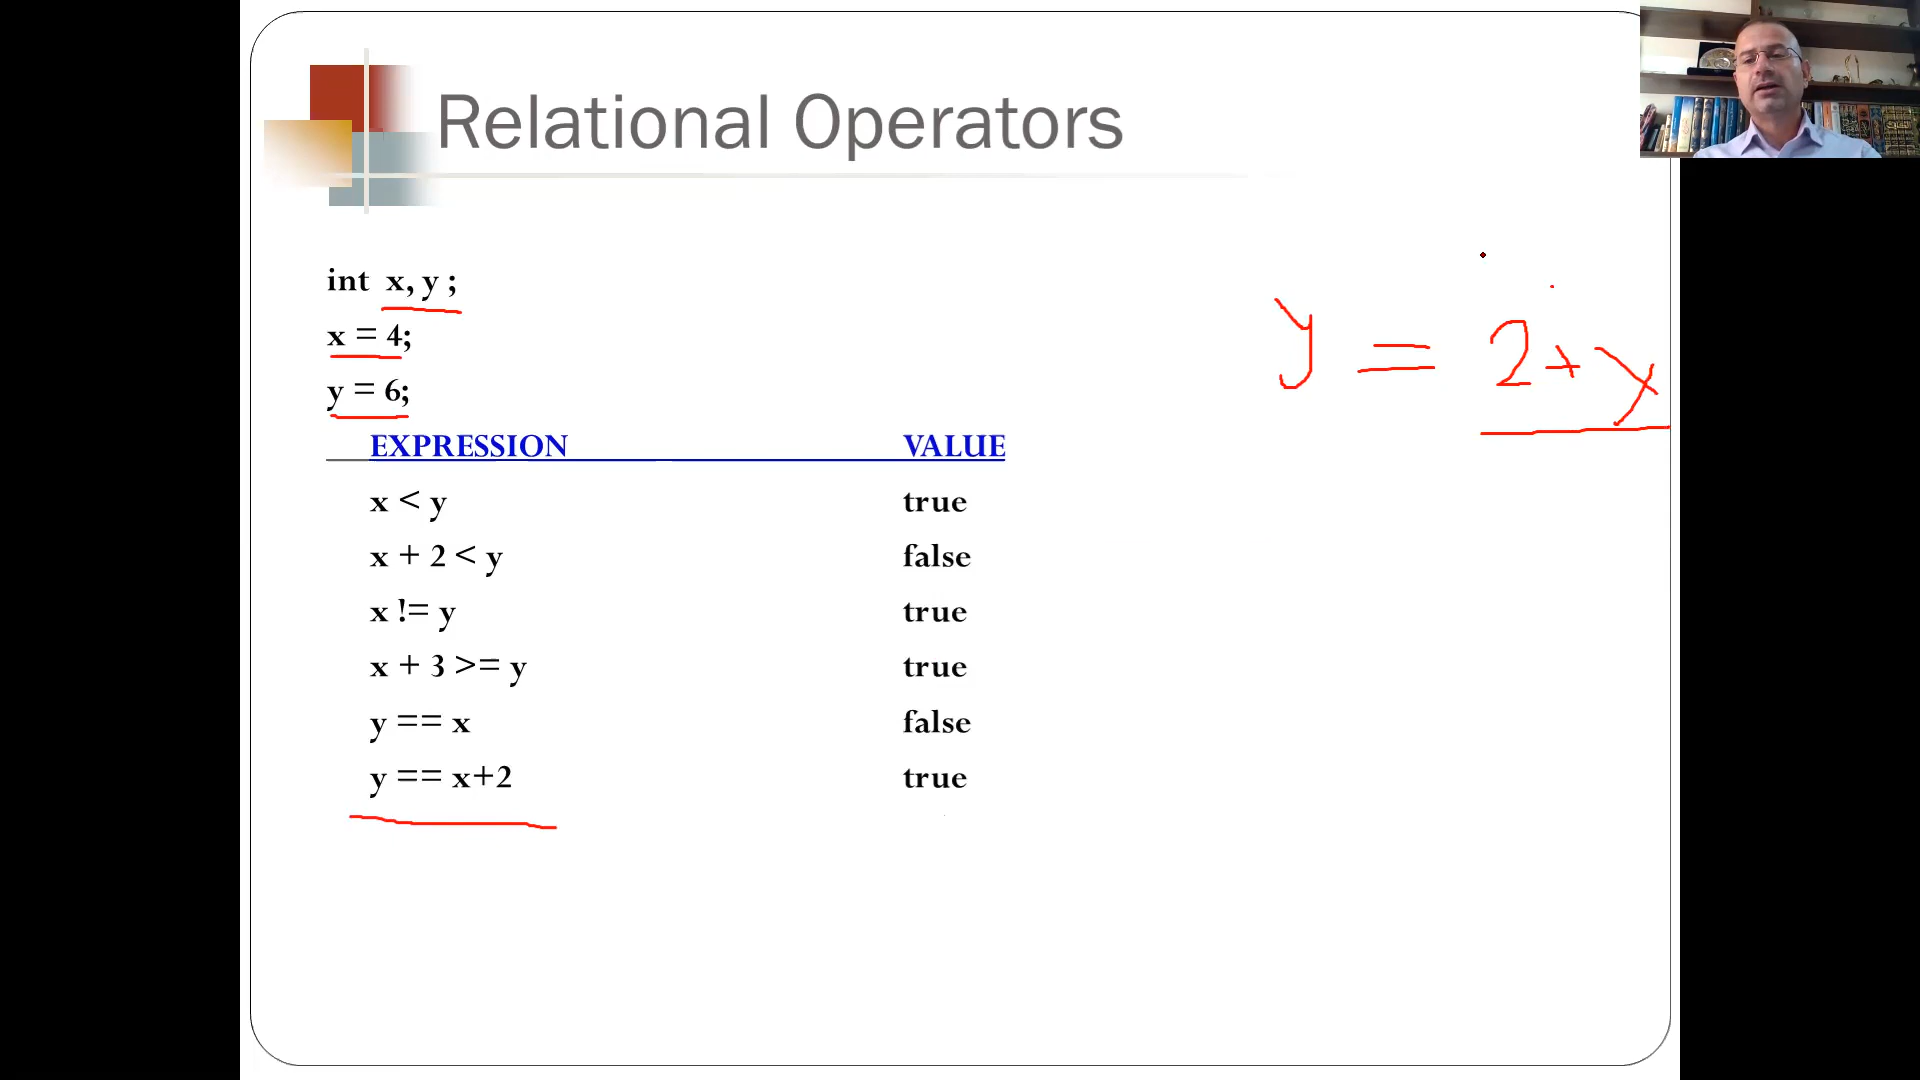 Relational Operators
int x, y ;
x = 4;
y = 6;
y = 2 + x
EXPRESSION VALUE
x < y true
x + 2 < y false
x != y true
x + 3 >= y true
y == x false
y == x+2 true